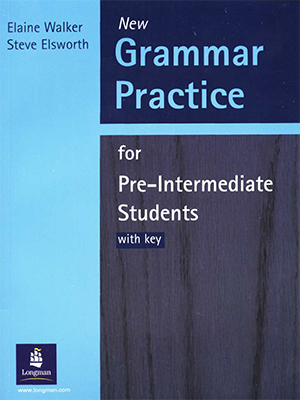 Elaine Walker
Steve Elsworth
New
Grammar
Practice
for
Pre-Intermediate
Students
with key
Longman
www.longman.com